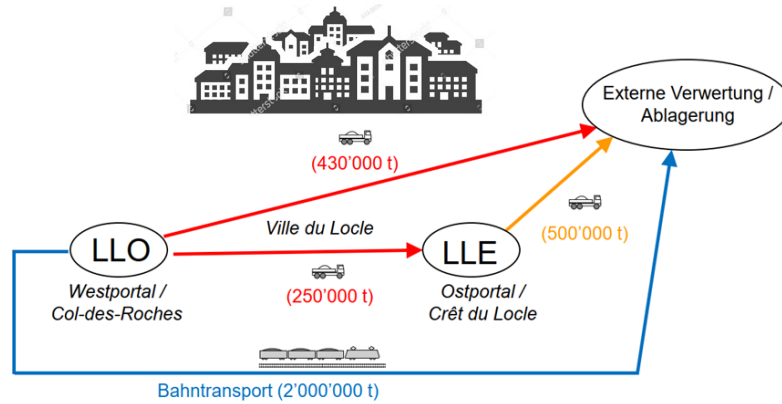 Externe Verwertung /
Ablagerung
(430'000 t)
Ville du Locle
(500'000 t)
LLO
LLE
Westportal /
Col-des-Roches
(250'000 t)
Ostportal /
Crêt du Locle
Bahntransport (2'000'000 t)